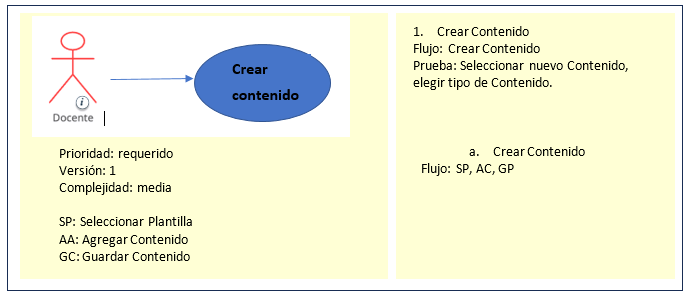 Crear
contenido
Docente
Prioridad: requerido
Versión: 1
Complejidad: media
SP: Seleccionar Plantilla
AA: Agregar Contenido
GC: Guardar Contenido
1. Crear Contenido
Flujo: Crear Contenido
Prueba: Seleccionar nuevo Contenido,
elegir tipo de Contenido.
a. Crear Contenido
Flujo: SP, AC, GP